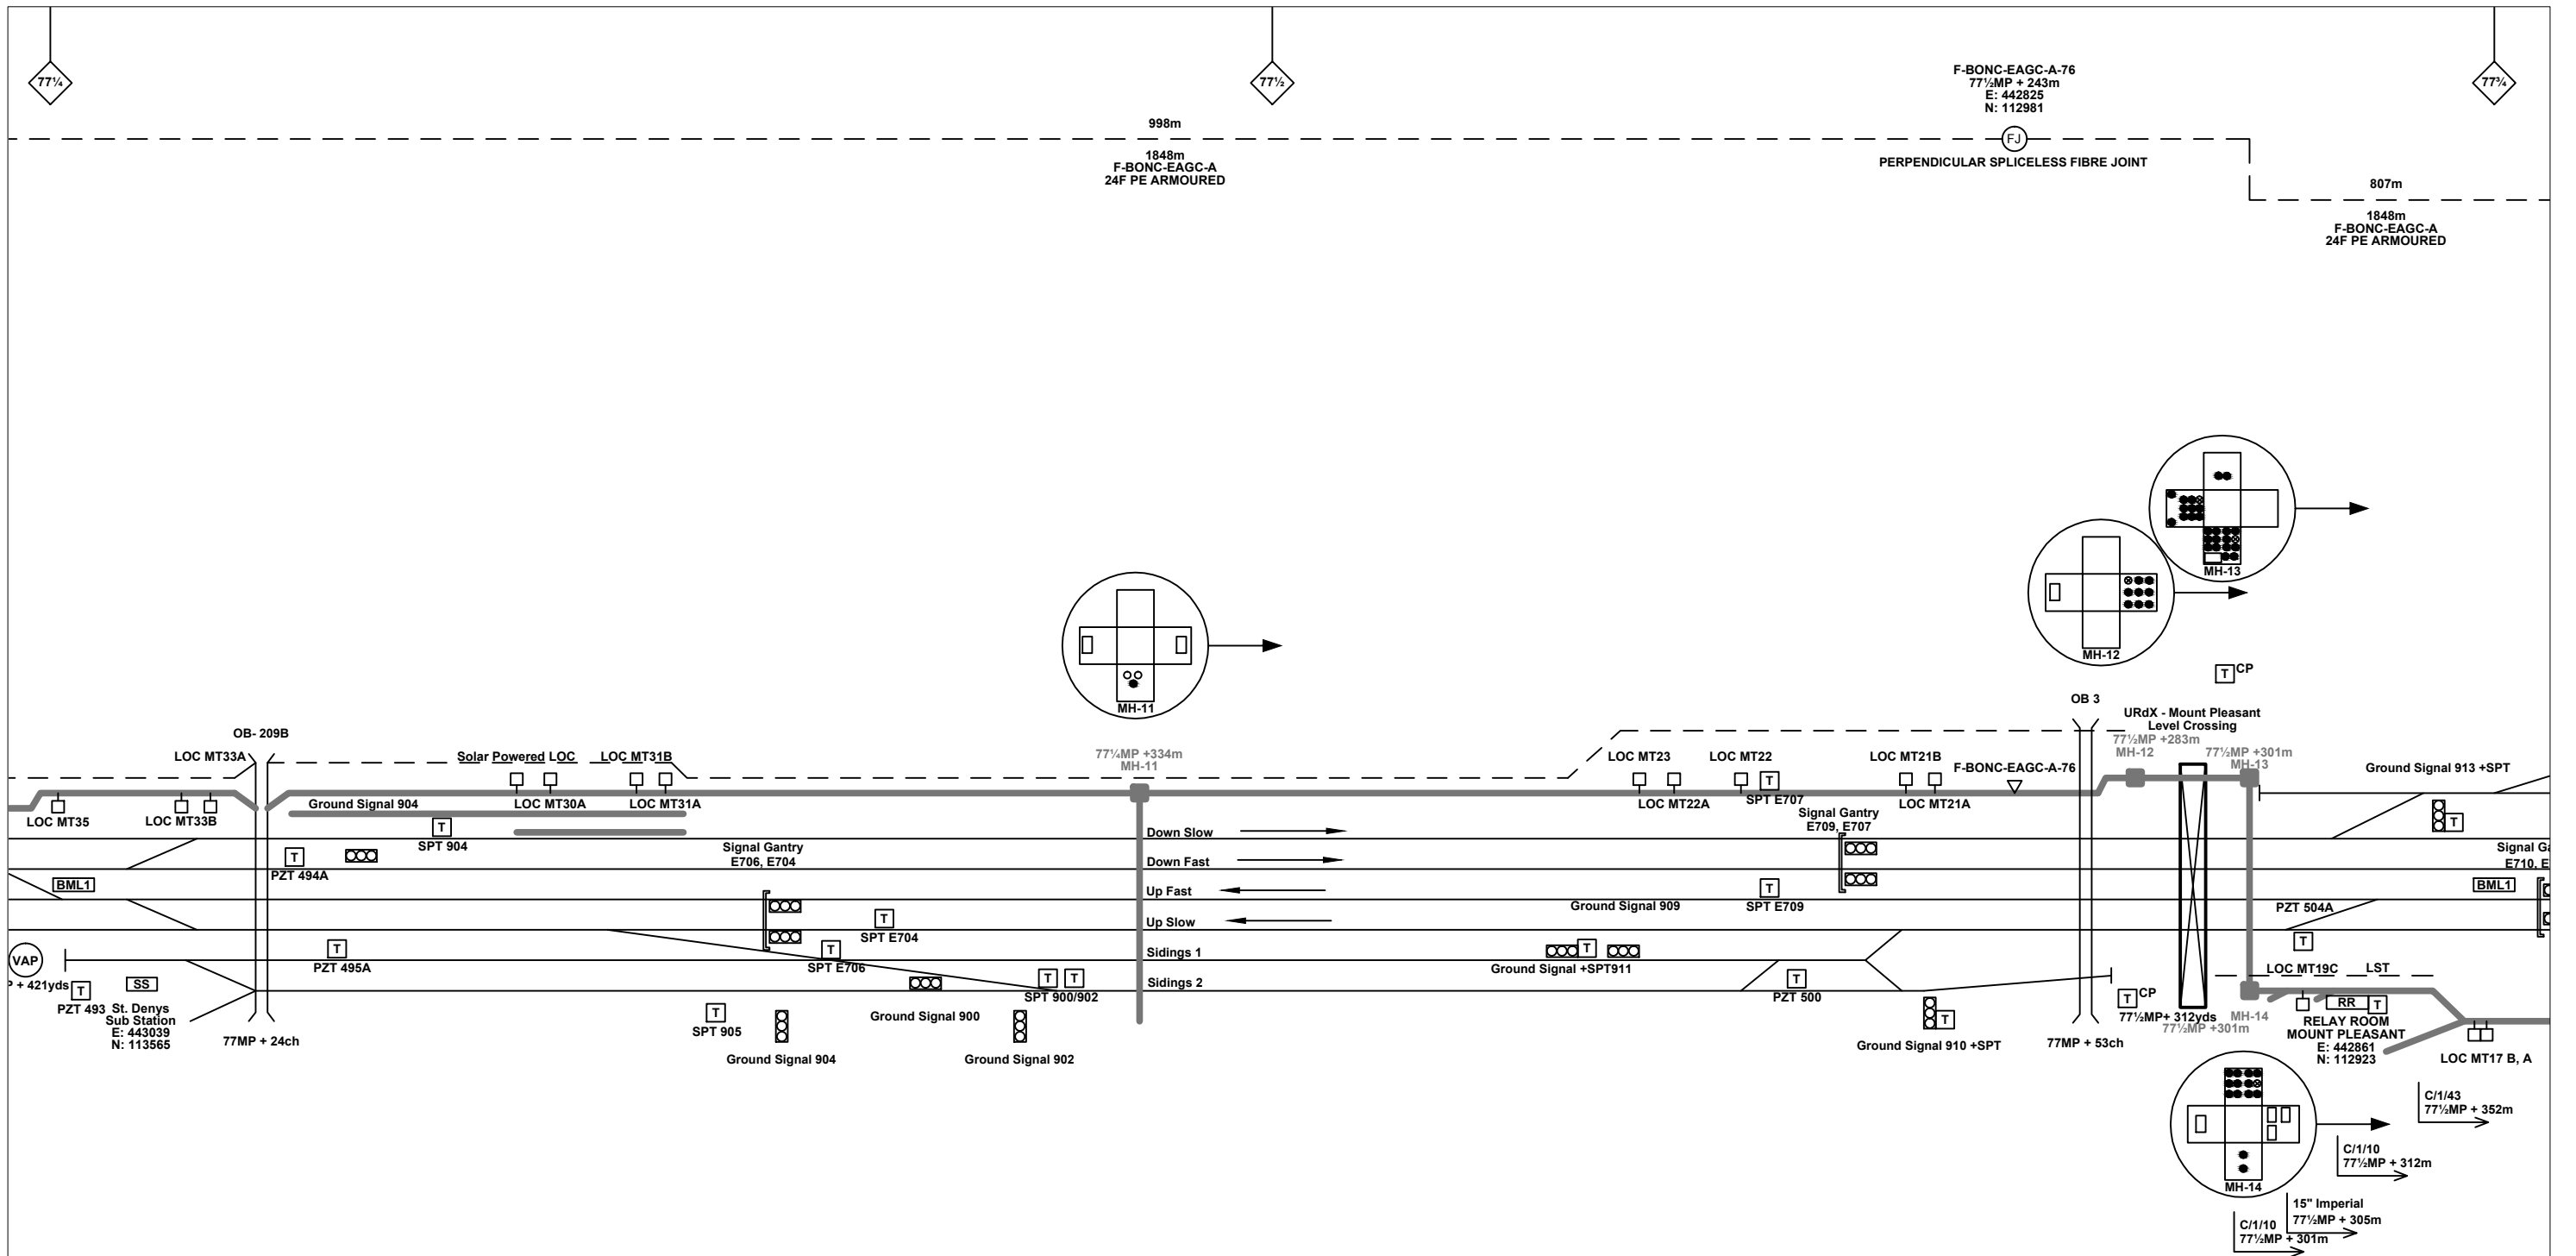 77¼
77½
77¾
F-BONC-EAGC-A-76
77½MP + 243m
E: 442825
N: 112981
998m
FJ
1848m
F-BONC-EAGC-A
24F PE ARMOURED
PERPENDICULAR SPLICELESS FIBRE JOINT
807m
1848m
F-BONC-EAGC-A
24F PE ARMOURED
MH-13
MH-12
MH-11
T CP
OB 3
URdX - Mount Pleasant
Level Crossing
OB- 209B
LOC MT33A
Solar Powered LOC
LOC MT31B
77¼MP +334m
MH-11
LOC MT23
LOC MT22
LOC MT21B
F-BONC-EAGC-A-76
77½MP +283m
MH-12
77½MP +301m
MH-13
Ground Signal 913 +SPT
LOC MT35
LOC MT33B
Ground Signal 904
LOC MT30A
LOC MT31A
LOC MT22A
T
SPT E707
LOC MT21A
Signal Gantry
E709, E707
T
SPT 904
Down Slow
T
T
PZT 494A
Signal Gantry
E706, E704
Down Fast
Signal Ga
E710, E
BML1
Up Fast
Ground Signal 909
T
SPT E709
BML1
PZT 504A
T
SPT E704
Up Slow
T
VAP
T
PZT 495A
T
SPT E706
Sidings 1
T
Ground Signal +SPT911
P + 421yds
T
PZT 493
SS
St. Denys
Sub Station
E: 443039
N: 113565
T T
SPT 900/902
Sidings 2
T
PZT 500
LOC MT19C
LST
T CP
77½MP+ 312yds
77½MP +301m
MH-14
RR T
RELAY ROOM
MOUNT PLEASANT
E: 442861
N: 112923
T
SPT 905
Ground Signal 900
T
77MP + 24ch
Ground Signal 904
Ground Signal 902
Ground Signal 910 +SPT
77MP + 53ch
LOC MT17 B, A
C/1/43
77½MP + 352m
C/1/10
77½MP + 312m
MH-14
15" Imperial
77½MP + 305m
C/1/10
77½MP + 301m